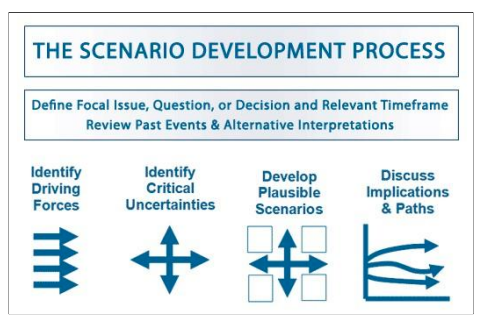 THE SCENARIO DEVELOPMENT PROCESS
Define Focal Issue, Question, or Decision and Relevant Timeframe
Review Past Events & Alternative Interpretations
Identify
Driving
Forces
Identify
Critical
Uncertainties
Develop
Plausible
Scenarios
Discuss
Implications
& Paths